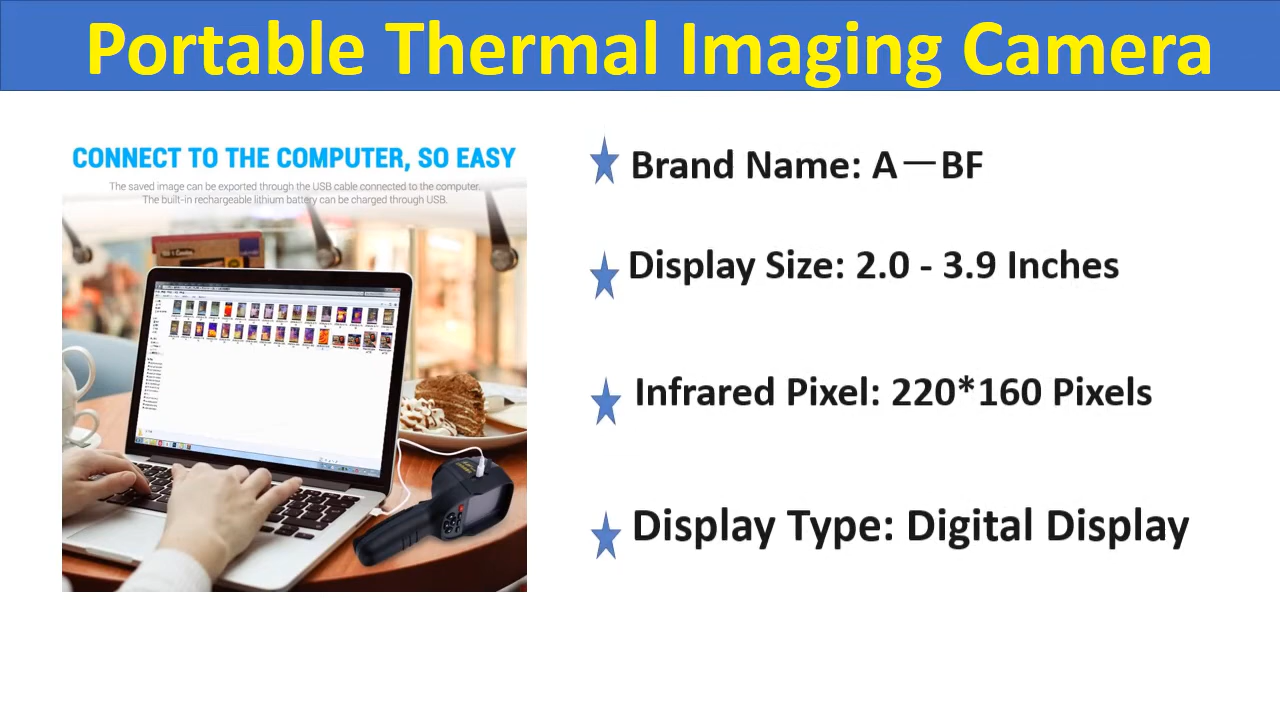 Portable Thermal Imaging Camera
CONNECT TO THE COMPUTER, SO EASY
The saved image can be exported through the USB cable connected to the computer.
The built-in rechargeable lithium battery can be charged through USB.
Brand Name: A—BF
Display Size: 2.0 - 3.9 Inches
Infrared Pixel: 220*160 Pixels
Display Type: Digital Display